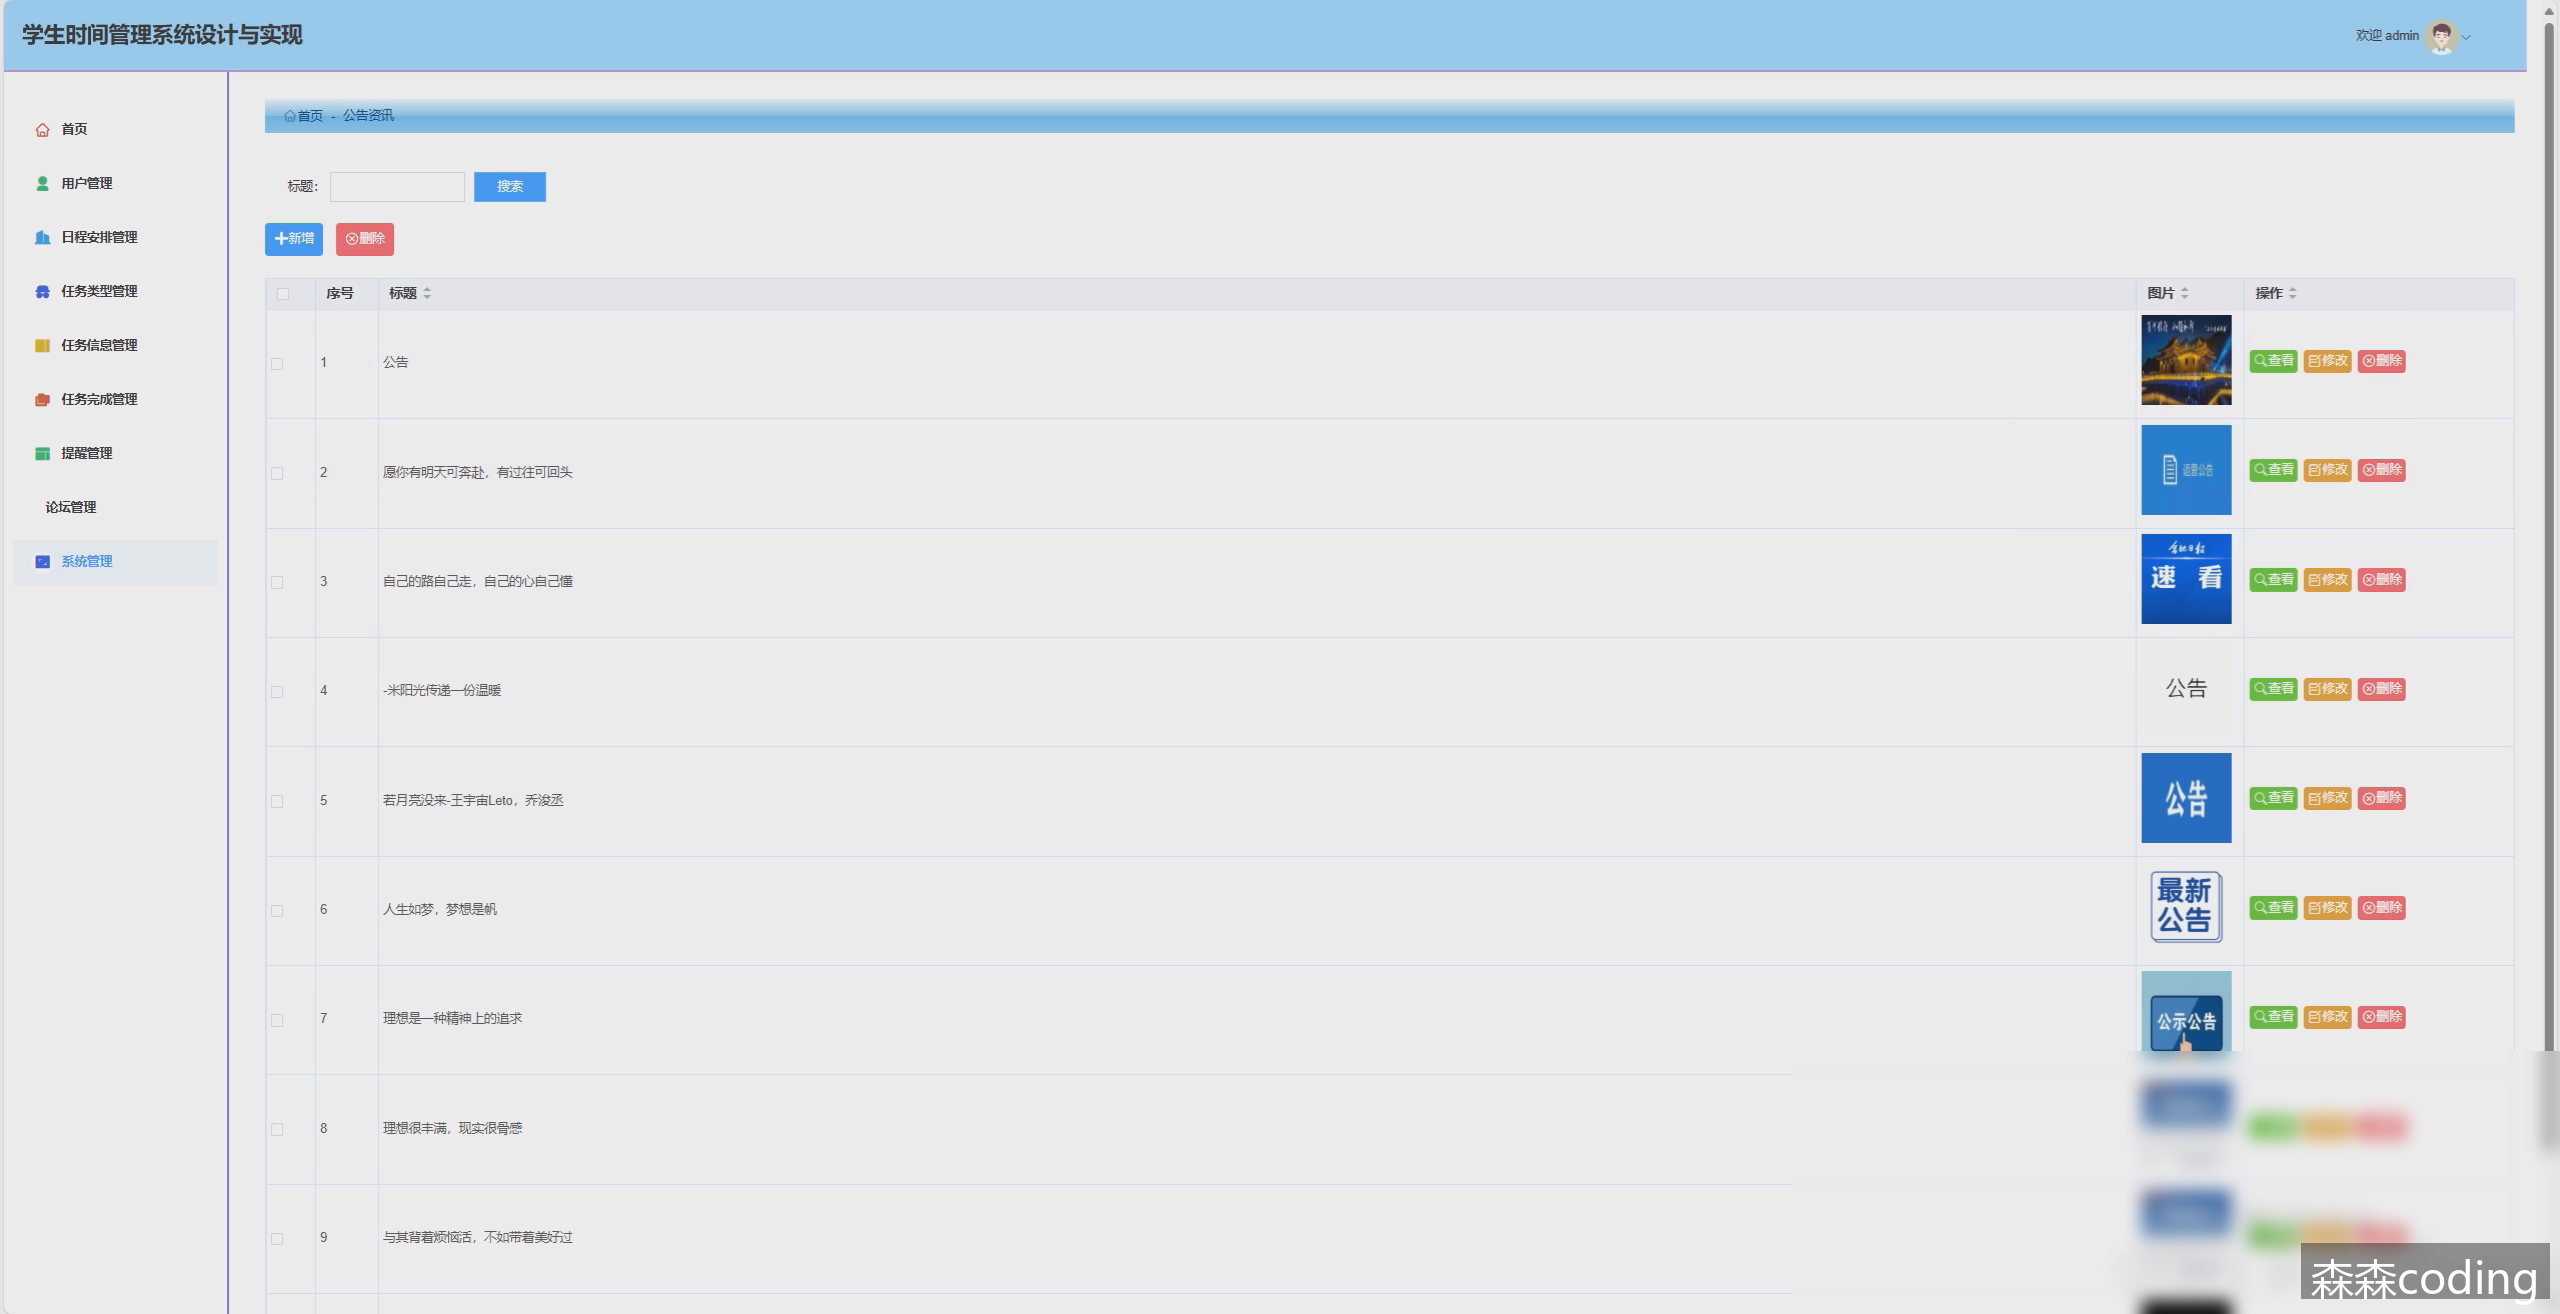 学生时间管理系统设计与实现
欢迎 admin
首页
用户管理
日程安排管理
任务类型管理
任务信息管理
任务完成管理
提醒管理
论坛管理
系统管理
首页 - 公告资讯
标题: 搜索
新增 删除
序号 标题 图片 操作
1 公告 查看 修改 删除
2 愿你有明天可奔赴，有过往可回头 运营公告 查看 修改 删除
3 自己的路自己走，自己的心自己懂 速 看 查看 修改 删除
4 -米阳光传递一份温暖 公告 查看 修改 删除
5 若月亮没来-王宇宙Leto，乔浚丞 公告 查看 修改 删除
6 人生如梦，梦想是帆 最新公告 查看 修改 删除
7 理想是一种精神上的追求 公示公告 查看 修改 删除
8 理想很丰满，现实很骨感
9 与其背着烦恼活，不如带着美好过
森森coding